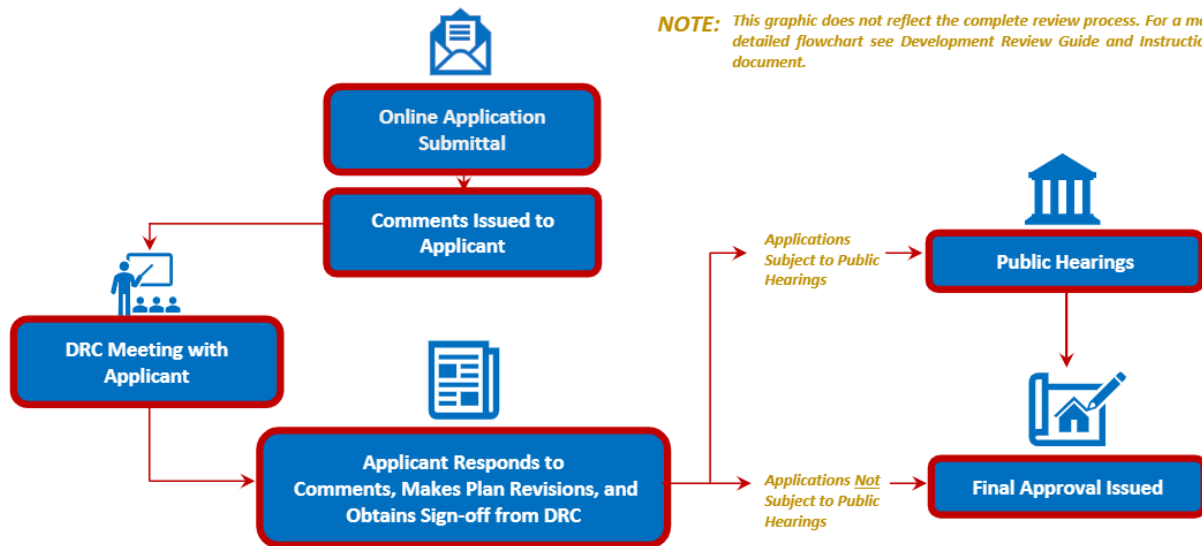 NOTE: This graphic does not reflect the complete review process. For a
detailed flowchart see Development Review Guide and
document.
Online Application
Submittal
Comments Issued to
Applicant
DRC Meeting with
Applicant
Applicant Responds to
Comments, Makes Plan Revisions, and
Obtains Sign-off from DRC
Applications
Subject to Public
Hearings
Public Hearings
Applications Not
Subject to Public
Hearings
Final Approval Issued